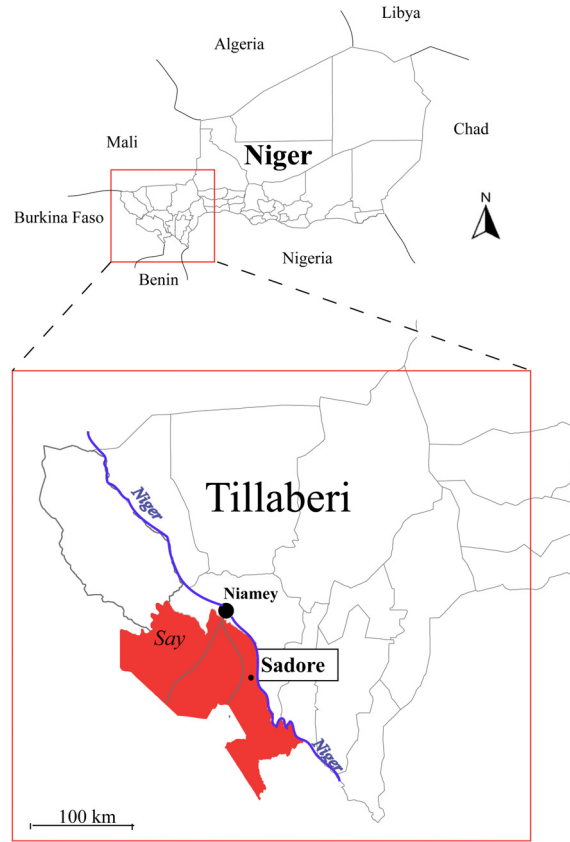 Libya
Algeria
Chad
Mali
Niger
N
Burkina Faso
Nigeria
Benin
Tillaberi
Niger
Niamey
Say
Sadore
Niger
100 km